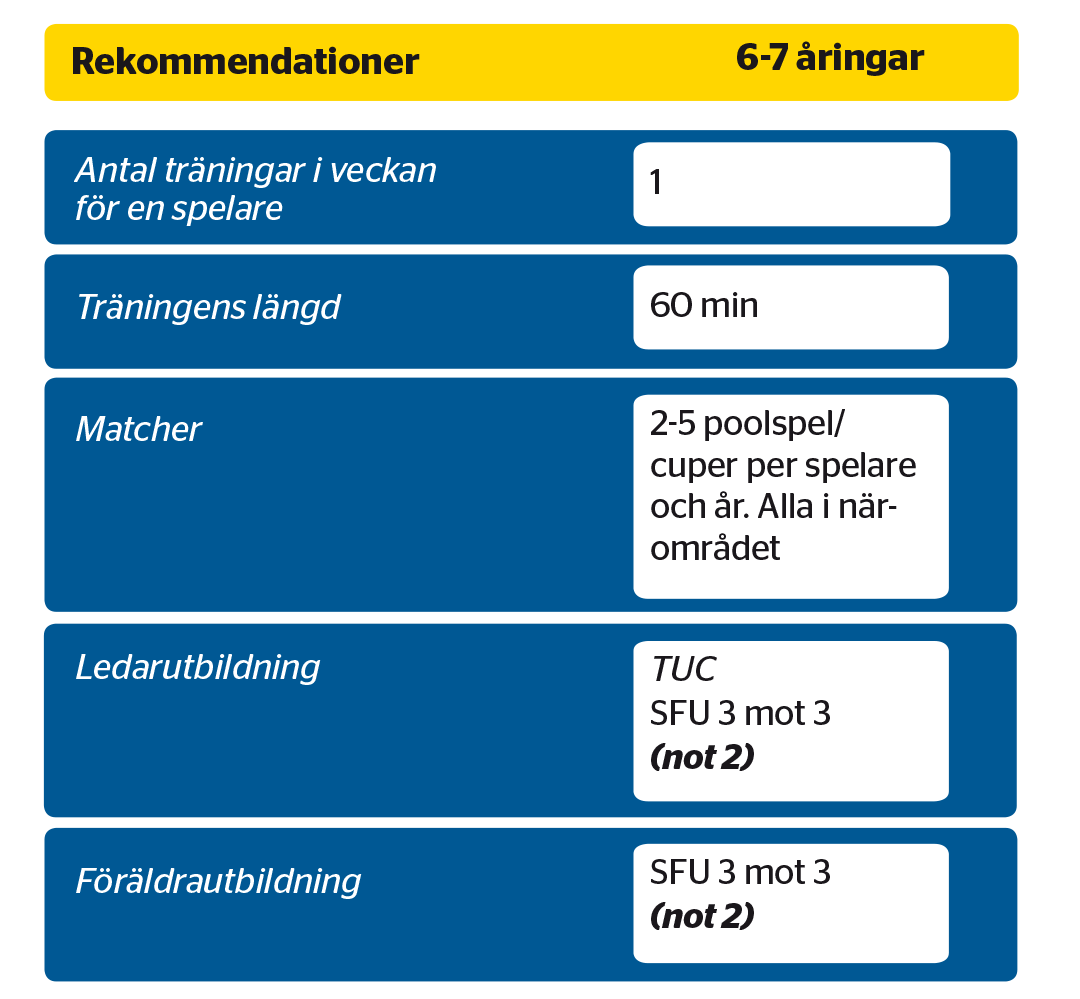 Rekommendationer 6-7 åringar
Antal träningar i veckan
för en spelare
1
Träningens längd
60 min
Matcher
2-5 poolspel/
cuper per spelare
och år. Alla i när-
området
Ledarutbildning
TUC
SFU 3 mot 3
(not 2)
Föräldrautbildning
SFU 3 mot 3
(not 2)